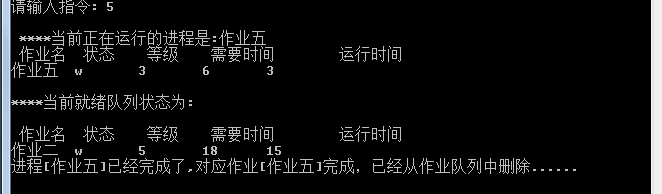 请输入指令: 5
****当前正在运行的进程是:作业五
作业名 状态 等级 需要时间 运行时间
作业五 w 3 6 3
****当前就绪队列状态为:
作业名 状态 等级 需要时间 运行时间
作业二 w 5 18 15
进程[作业五]已经完成了,对应作业[作业五]完成, 已经从作业队列中删除......